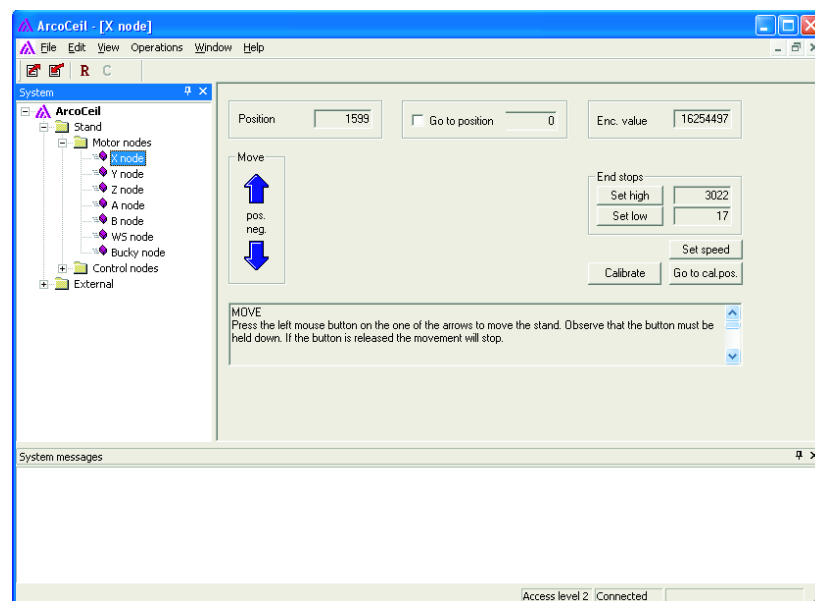 ArcoCeil - [X node]
File Edit View Operations Window Help
R C
System
ArcoCeil
Stand
Motor nodes
X node
Y node
Z node
A node
B node
WS node
Bucky node
Control nodes
External
Position 1599
Go to position 0
Enc. value 16254497
Move
pos.
neg.
End stops
Set high 3022
Set low 17
Set speed
Calibrate Go to cal.pos.
MOVE
Press the left mouse button on the one of the arrows to move the stand. Observe that the button must be
held down. If the button is released the movement will stop.
System messages
Access level 2 Connected